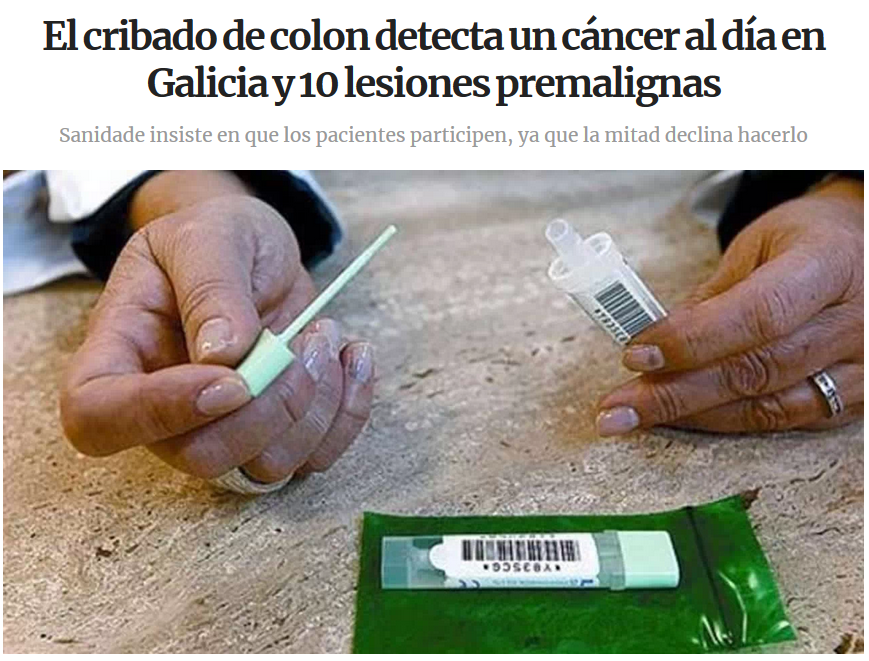 El cribado de colon detecta un cáncer al día en
Galicia y 10 lesiones premalignas
Sanidade insiste en que los pacientes participen, ya que la mitad declina hacerlo
*Y83SCG*